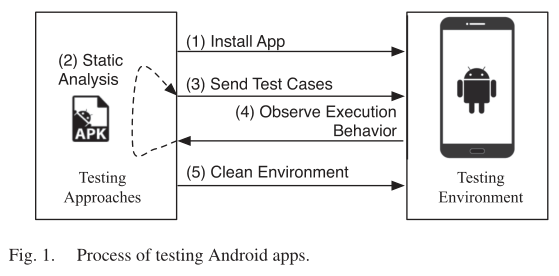 (1) Install App
(2) Static
Analysis
(3) Send Test Cases
(4) Observe Execution
Behavior
APK
(5) Clean Environment
Testing
Approaches
Testing
Environment
Fig. 1. Process of testing Android apps.